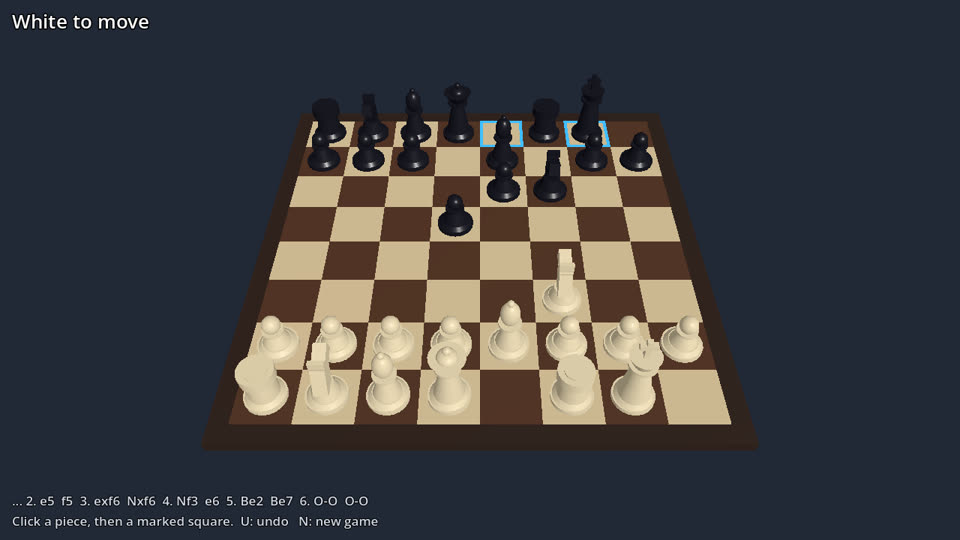 White to move
... 2. e5 f5 3. exf6 Nxf6 4. Nf3 e6 5. Be2 Be7 6. O-O O-O
Click a piece, then a marked square. U: undo N: new game